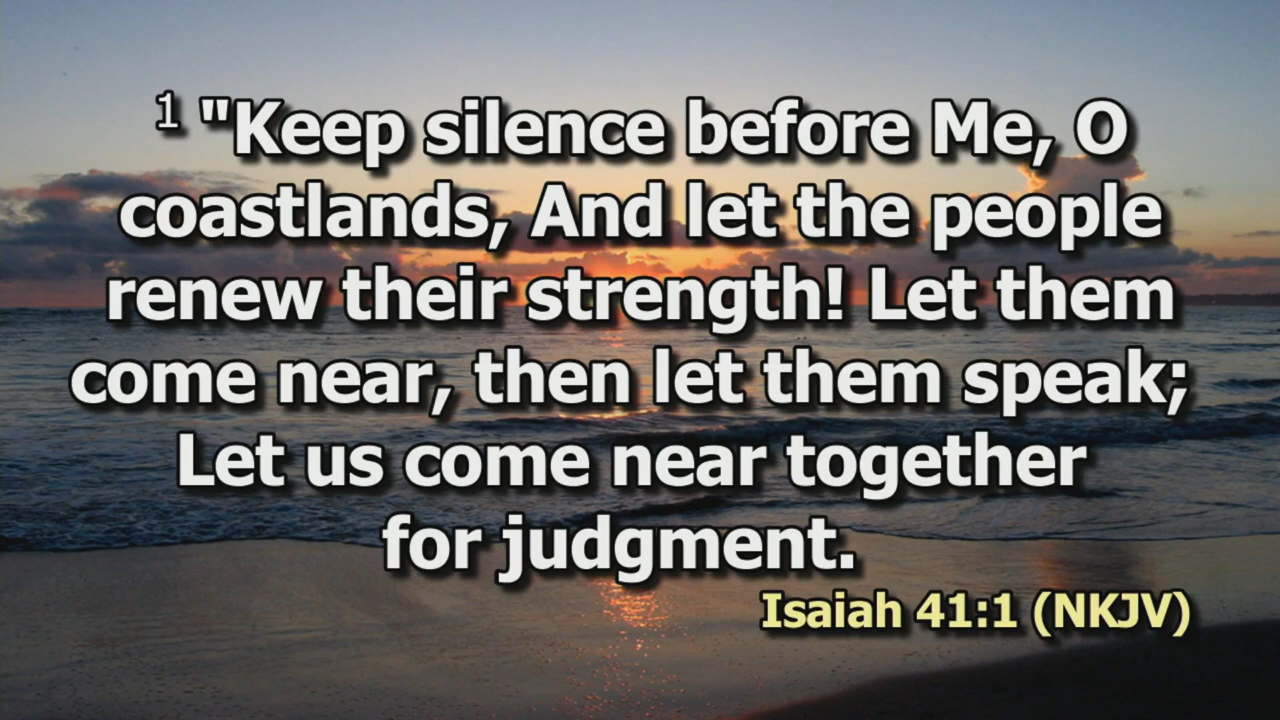 1 "Keep silence before Me, O
coastlands, And let the people
renew their strength! Let them
come near, then let them speak;
Let us come near together
for judgment.
Isaiah 41:1 (NKJV)